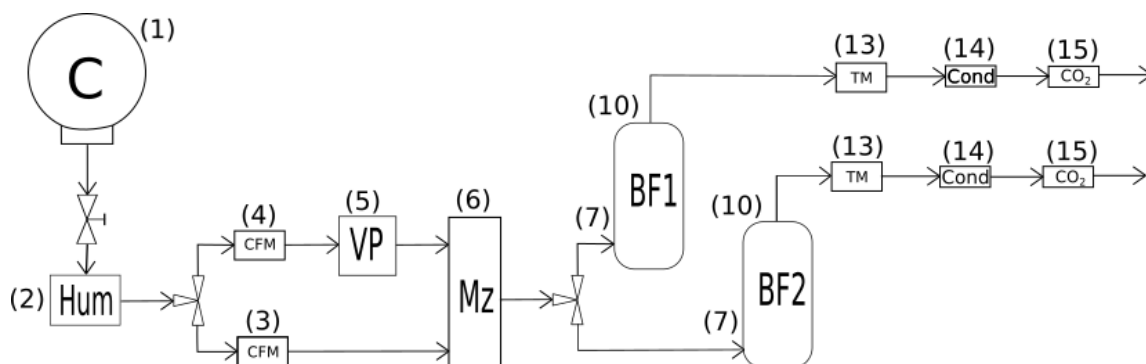 (1)
C
(13)
(14)
(15)
TM
Cond
CO₂
(10)
BF1
(13)
(14)
(15)
TM
Cond
CO₂
(10)
BF2
(4)
(5)
(6)
(7)
CFM
VP
Mz
(2)
Hum
(3)
CFM
(7)